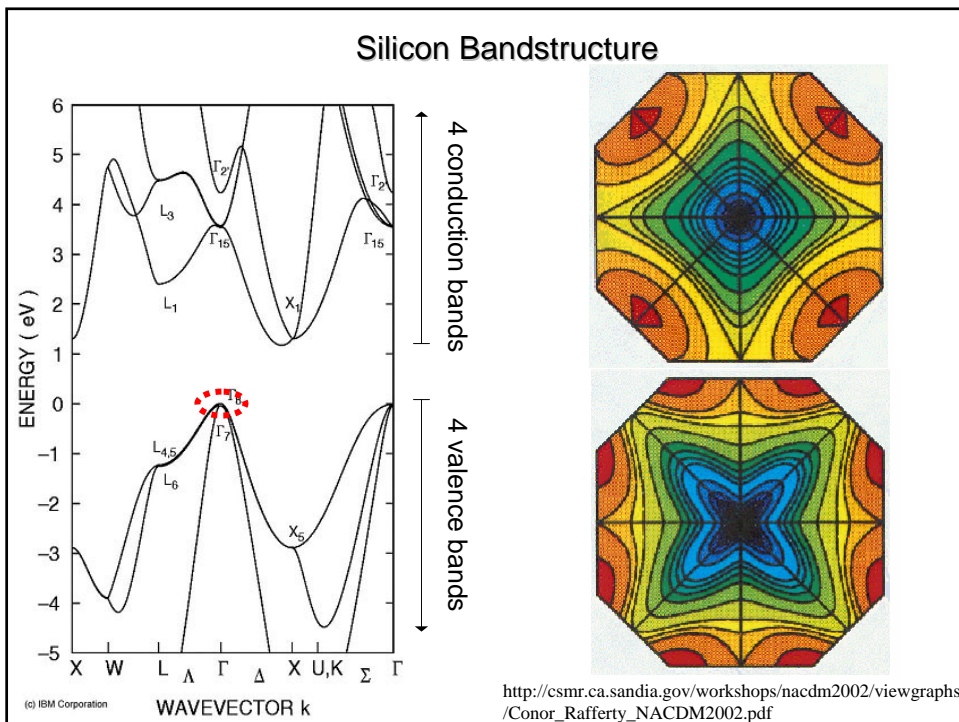 Silicon Bandstructure
6
5
4
3
2
1
0
−1
−2
−3
−4
−5
ENERGY ( eV )
Γ2'
L3
Γ15
L1
X1
Γ2'
Γ15
Γ8
Γ7
L4,5
L6
X5
X W L Λ Γ Δ X U,K Σ Γ
(c) IBM Corporation
WAVEVECTOR k
4 conduction bands
4 valence bands
http://csmr.ca.sandia.gov/workshops/nacdm2002/viewgraphs
/Conor_Rafferty_NACDM2002.pdf